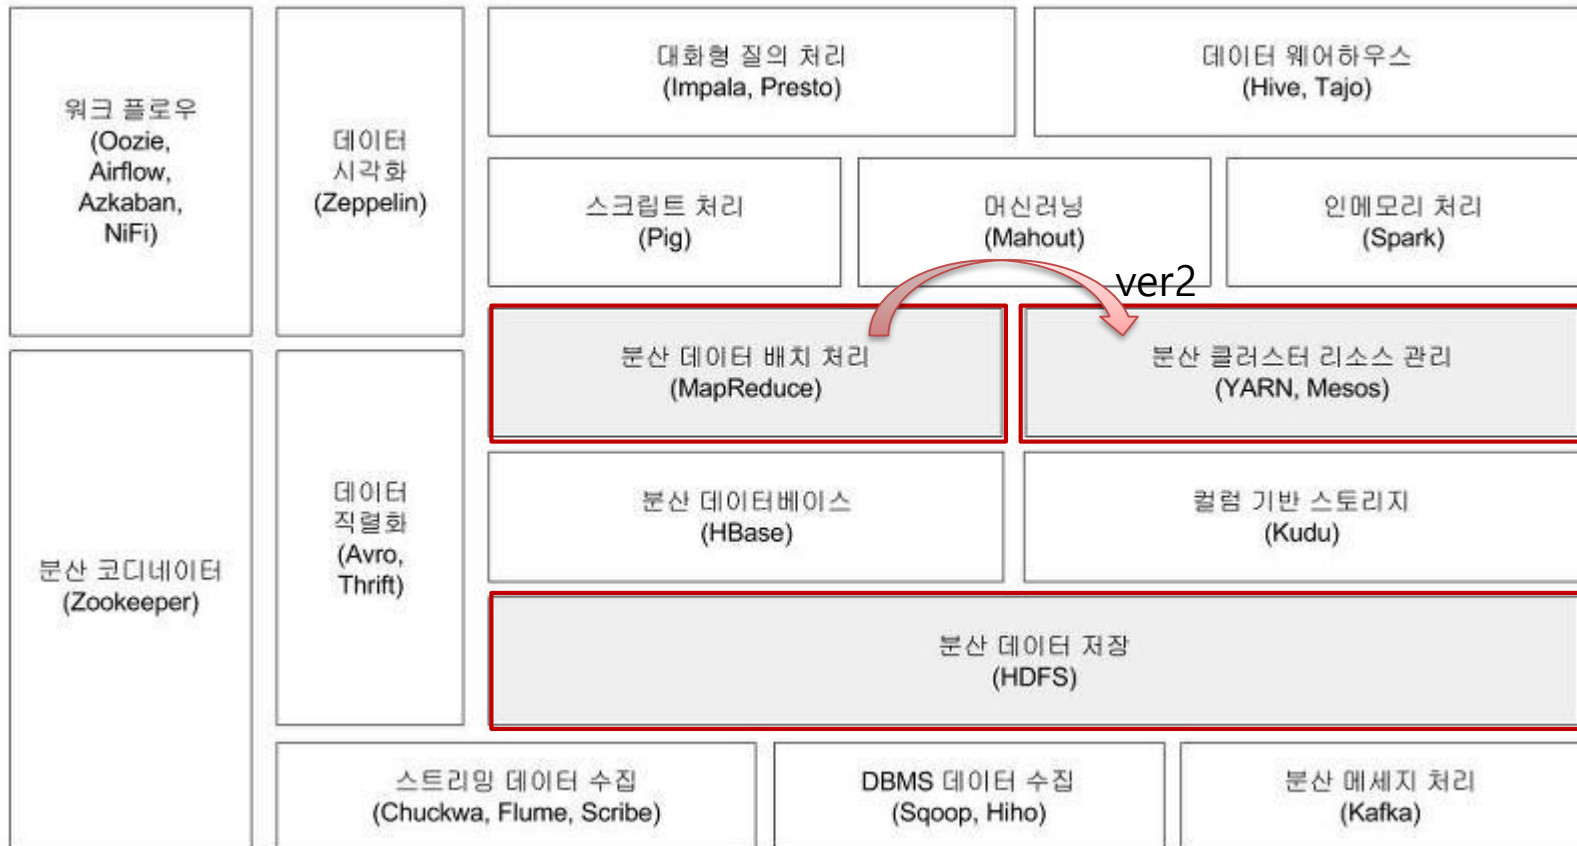 워크 플로우
(Oozie,
Airflow,
Azkaban,
NiFi)
데이터
시각화
(Zeppelin)
대화형 질의 처리
(Impala, Presto)
데이터 웨어하우스
(Hive, Tajo)
스크립트 처리
(Pig)
머신러닝
(Mahout)
인메모리 처리
(Spark)
ver2
분산 데이터 배치 처리
(MapReduce)
분산 클러스터 리소스 관리
(YARN, Mesos)
분산 코디네이터
(Zookeeper)
데이터
직렬화
(Avro,
Thrift)
분산 데이터베이스
(HBase)
컬럼 기반 스토리지
(Kudu)
분산 데이터 저장
(HDFS)
스트리밍 데이터 수집
(Chuckwa, Flume, Scribe)
DBMS 데이터 수집
(Sqoop, Hiho)
분산 메세지 처리
(Kafka)